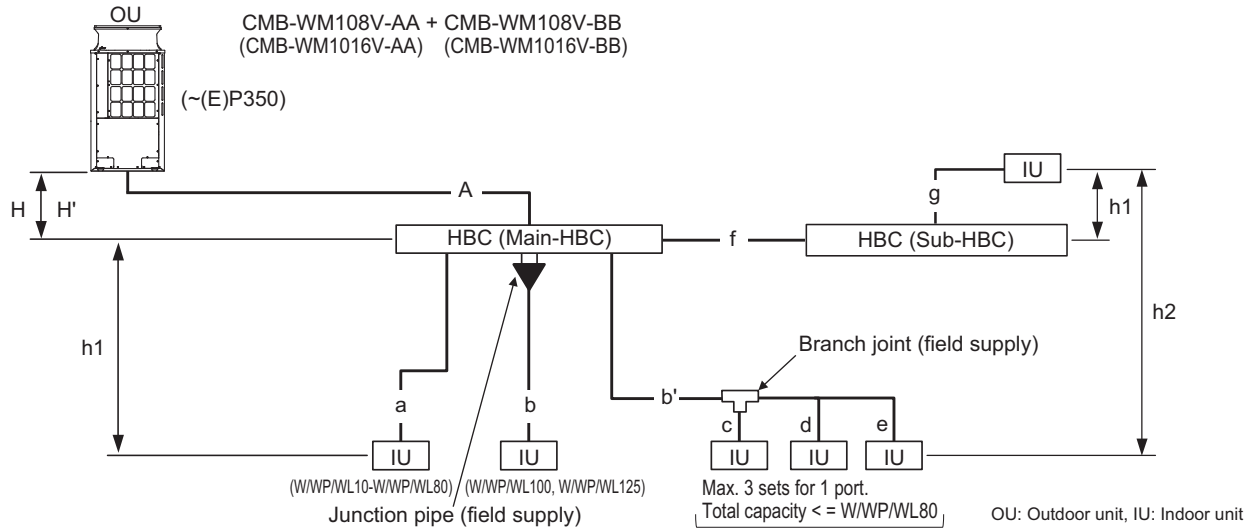 OU
CMB-WM108V-AA + CMB-WM108V-BB
(CMB-WM1016V-AA) (CMB-WM1016V-BB)
(~(E)P350)
IU
H H'
A
g
h1
HBC (Main-HBC)
f
HBC (Sub-HBC)
h1
h2
Branch joint (field supply)
a
b
b'
c
d
e
IU
IU
IU
IU
IU
(W/WP/WL10-W/WP/WL80)
(W/WP/WL100, W/WP/WL125)
Max. 3 sets for 1 port.
Total capacity < = W/WP/WL80
Junction pipe (field supply)
OU: Outdoor unit, IU: Indoor unit